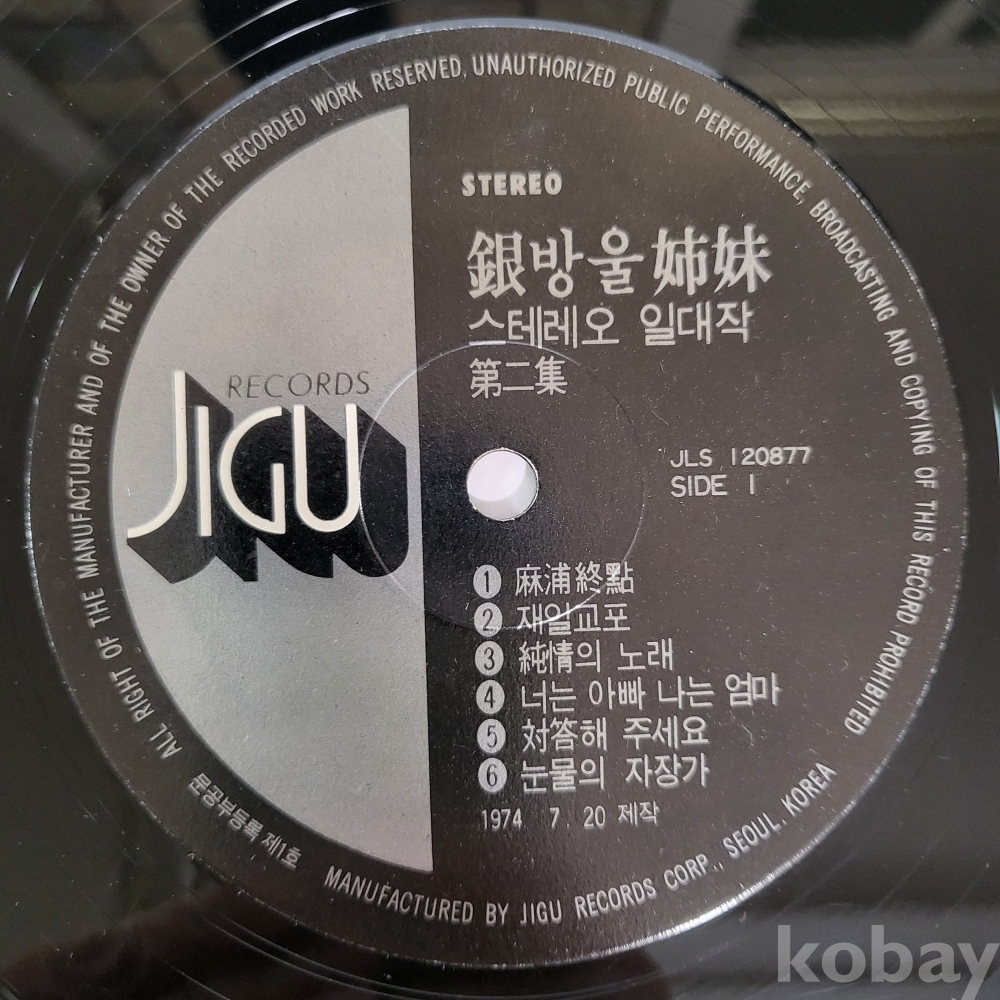 ALL RIGHT OF THE MANUFACTURER AND OF THE OWNER OF THE RECORDED WORK RESERVED, UNAUTHORIZED PUBLIC PERFORMANCE, BROADCASTING AND COPYING OF THIS RECORD PROHIBITED
STEREO
銀방울姉妹
스테레오 일대작
第二集
RECORDS
JIGU
JLS 120877
SIDE 1
1 麻浦終點
2 재일교포
3 純情의 노래
4 너는 아빠 나는 엄마
5 対答해 주세요
6 눈물의 자장가
1974 7. 20 제작
문공부등록 제1호
MANUFACTURED BY JIGU RECORDS CORP., SEOUL, KOREA
kobay